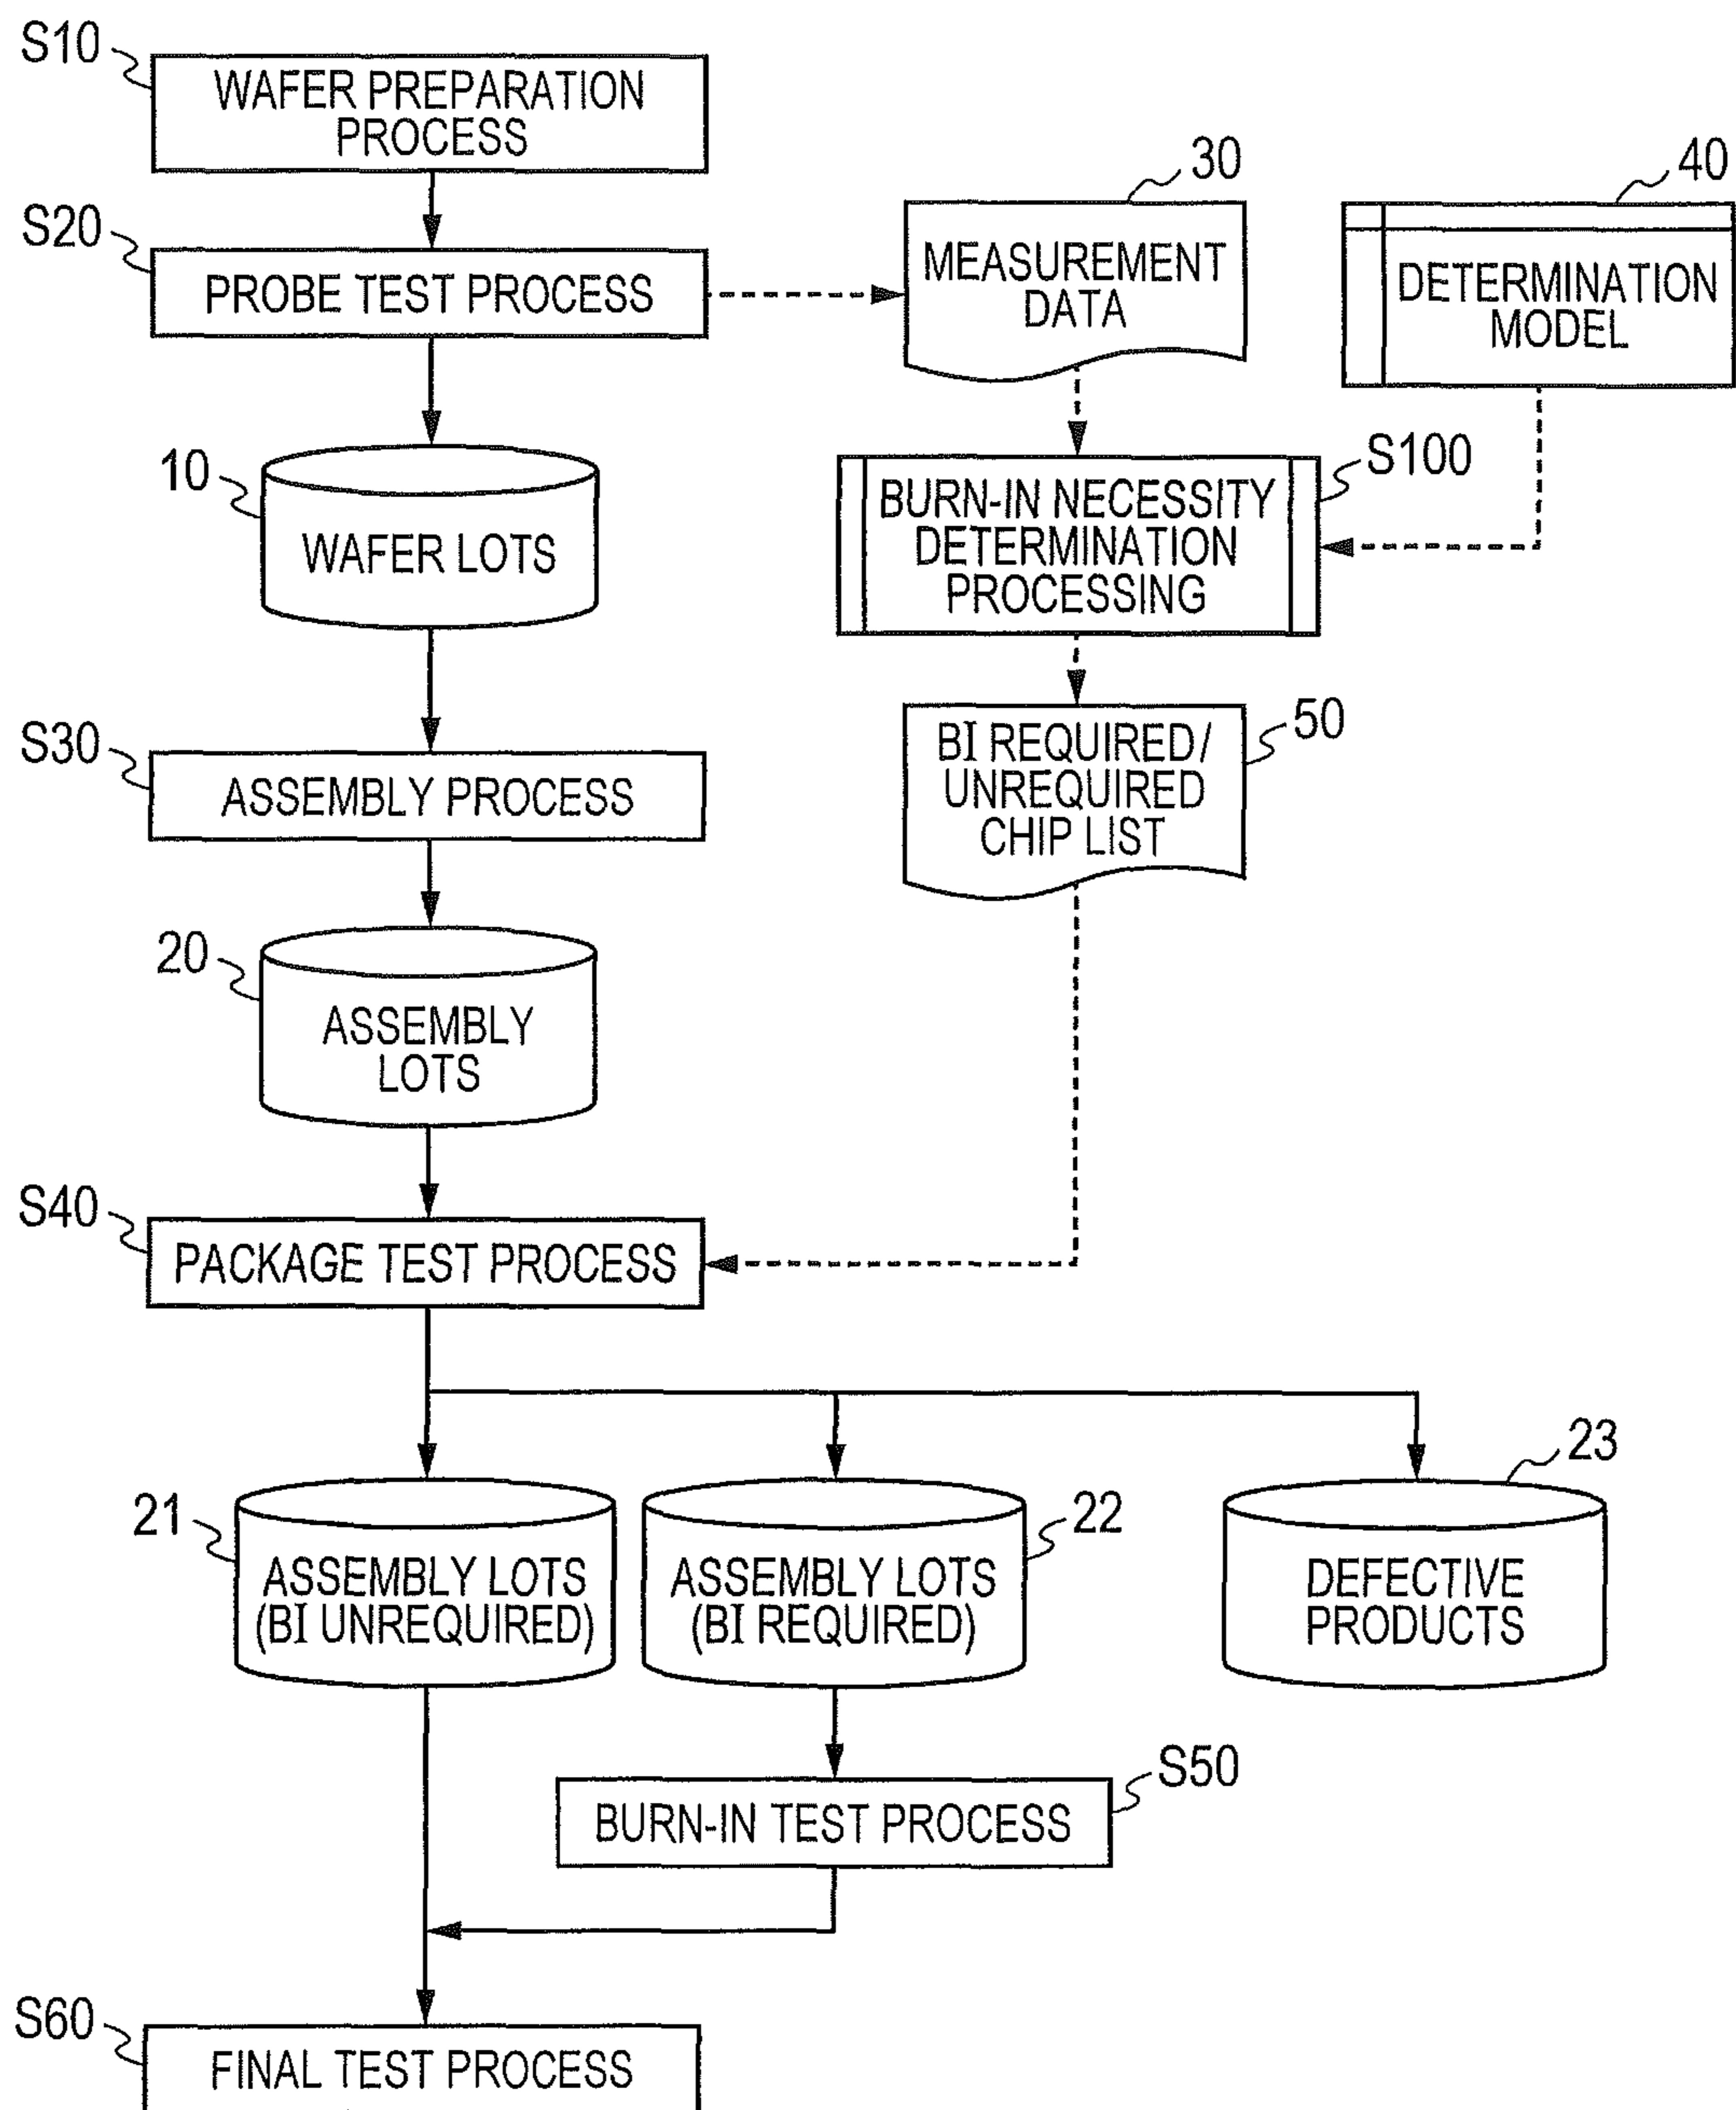 S10
WAFER PREPARATION
PROCESS
S20
PROBE TEST PROCESS
30
MEASUREMENT
DATA
40
DETERMINATION
MODEL
10
WAFER LOTS
S100
BURN-IN NECESSITY
DETERMINATION
PROCESSING
S30
ASSEMBLY PROCESS
50
BI REQUIRED/
UNREQUIRED
CHIP LIST
20
ASSEMBLY
LOTS
S40
PACKAGE TEST PROCESS
21
ASSEMBLY LOTS
(BI UNREQUIRED)
22
ASSEMBLY LOTS
(BI REQUIRED)
23
DEFECTIVE
PRODUCTS
S50
BURN-IN TEST PROCESS
S60
FINAL TEST PROCESS